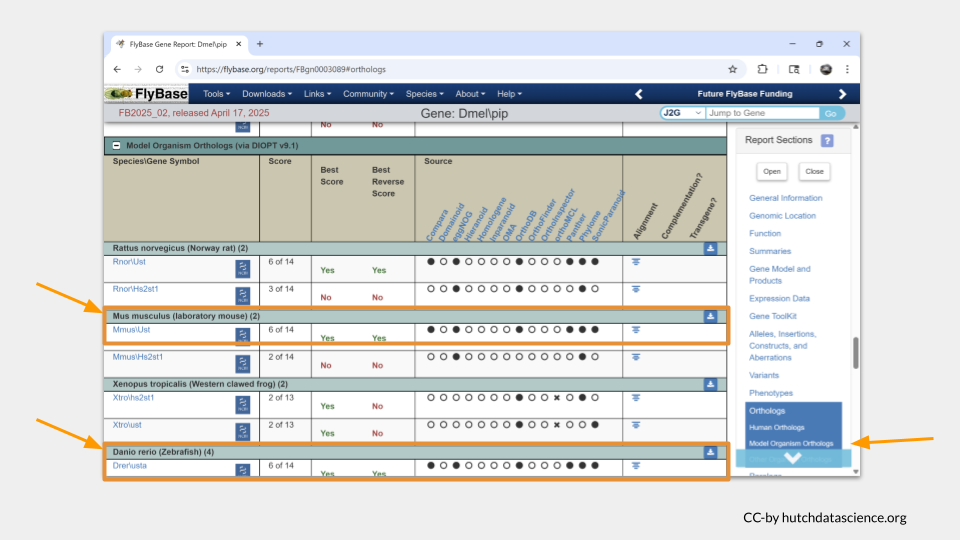 FlyBase Gene Report: Dmel\pip
https://flybase.org/reports/FBgn0003089#orthologs
FlyBase Tools Downloads Links Community Species About Help Future FlyBase Funding
FB2025_02, released April 17, 2025 Gene: Dmel\pip J2G Jump to Gene Go
No No
Model Organism Orthologs (via DIOPT v9.1)
Species\Gene Symbol Score Best Score Best Reverse Score Source Alignment Complementation? Transgene?
Compara Domainoid eggNOG Hieranoid Homologene Inparanoid OMA OrthoDB OrthoFinder OrthoInspector orthoMCL Panther Phylome SonicParanoid
Rattus norvegicus (Norway rat) (2)
Rnor\Ust 6 of 14 Yes Yes
Rnor\Hs2st1 3 of 14 No No
Mus musculus (laboratory mouse) (2)
Mmus\Ust 6 of 14 Yes Yes
Mmus\Hs2st1 2 of 14 No No
Xenopus tropicalis (Western clawed frog) (2)
Xtro\hs2st1 2 of 13 Yes No
Xtro\ust 2 of 13 Yes No
Danio rerio (Zebrafish) (4)
Drer\usta 6 of 14 Yes Yes
Report Sections ?
Open Close
General Information
Genomic Location
Function
Summaries
Gene Model and
Products
Expression Data
Gene ToolKit
Alleles, Insertions,
Constructs, and
Aberrations
Variants
Phenotypes
Orthologs
Human Orthologs
Model Organism Orthologs
CC-by hutchdatascience.org